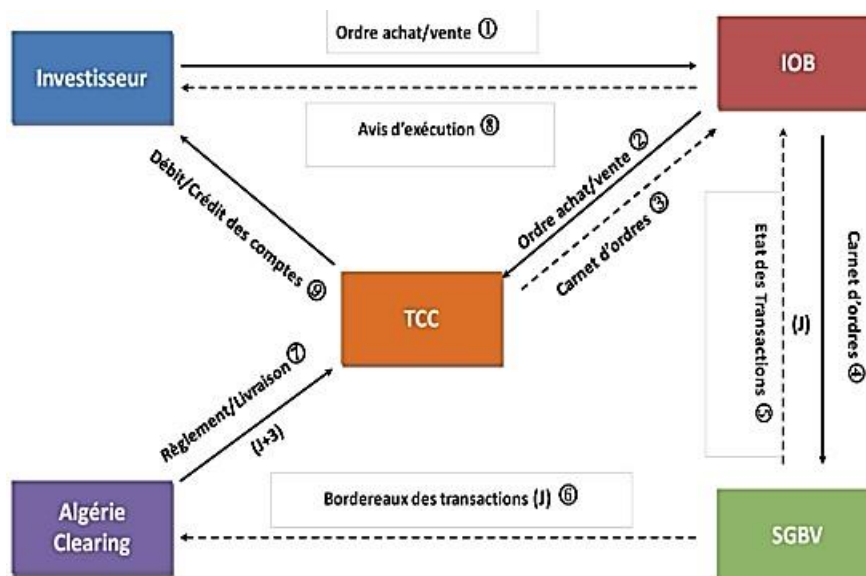 Ordre achat/vente ①
Investisseur
IOB
Avis d'exécution ⑧
Ordre achat/vente ②
Carnet d'ordres ③
Débit/Crédit des comptes ⑨
TCC
Etat des Transactions ⑤
(J)
Carnet d'ordres ④
Règlement/Livraison ⑦
(J+3)
Bordereaux des transactions (J) ⑥
Algérie
Clearing
SGBV